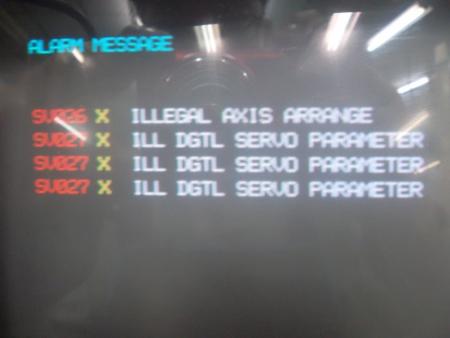 ALARM MESSAGE
SV026 X ILLEGAL AXIS ARRANGE
SV027 X ILL DGTL SERVO PARAMETER
SV027 X ILL DGTL SERVO PARAMETER
SV027 X ILL DGTL SERVO PARAMETER